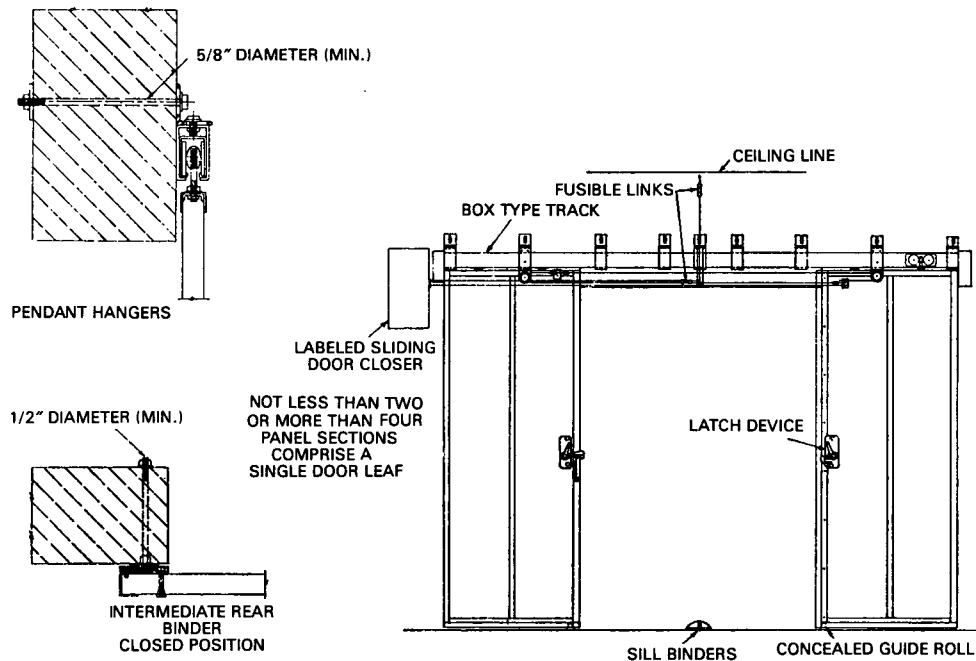 5/8" DIAMETER (MIN.)
PENDANT HANGERS
1/2" DIAMETER (MIN.)
INTERMEDIATE REAR
BINDER
CLOSED POSITION
CEILING LINE
FUSIBLE LINKS
BOX TYPE TRACK
LABELED SLIDING
DOOR CLOSER
NOT LESS THAN TWO
OR MORE THAN FOUR
PANEL SECTIONS
COMPRISE A
SINGLE DOOR LEAF
LATCH DEVICE
SILL BINDERS
CONCEALED GUIDE ROLL